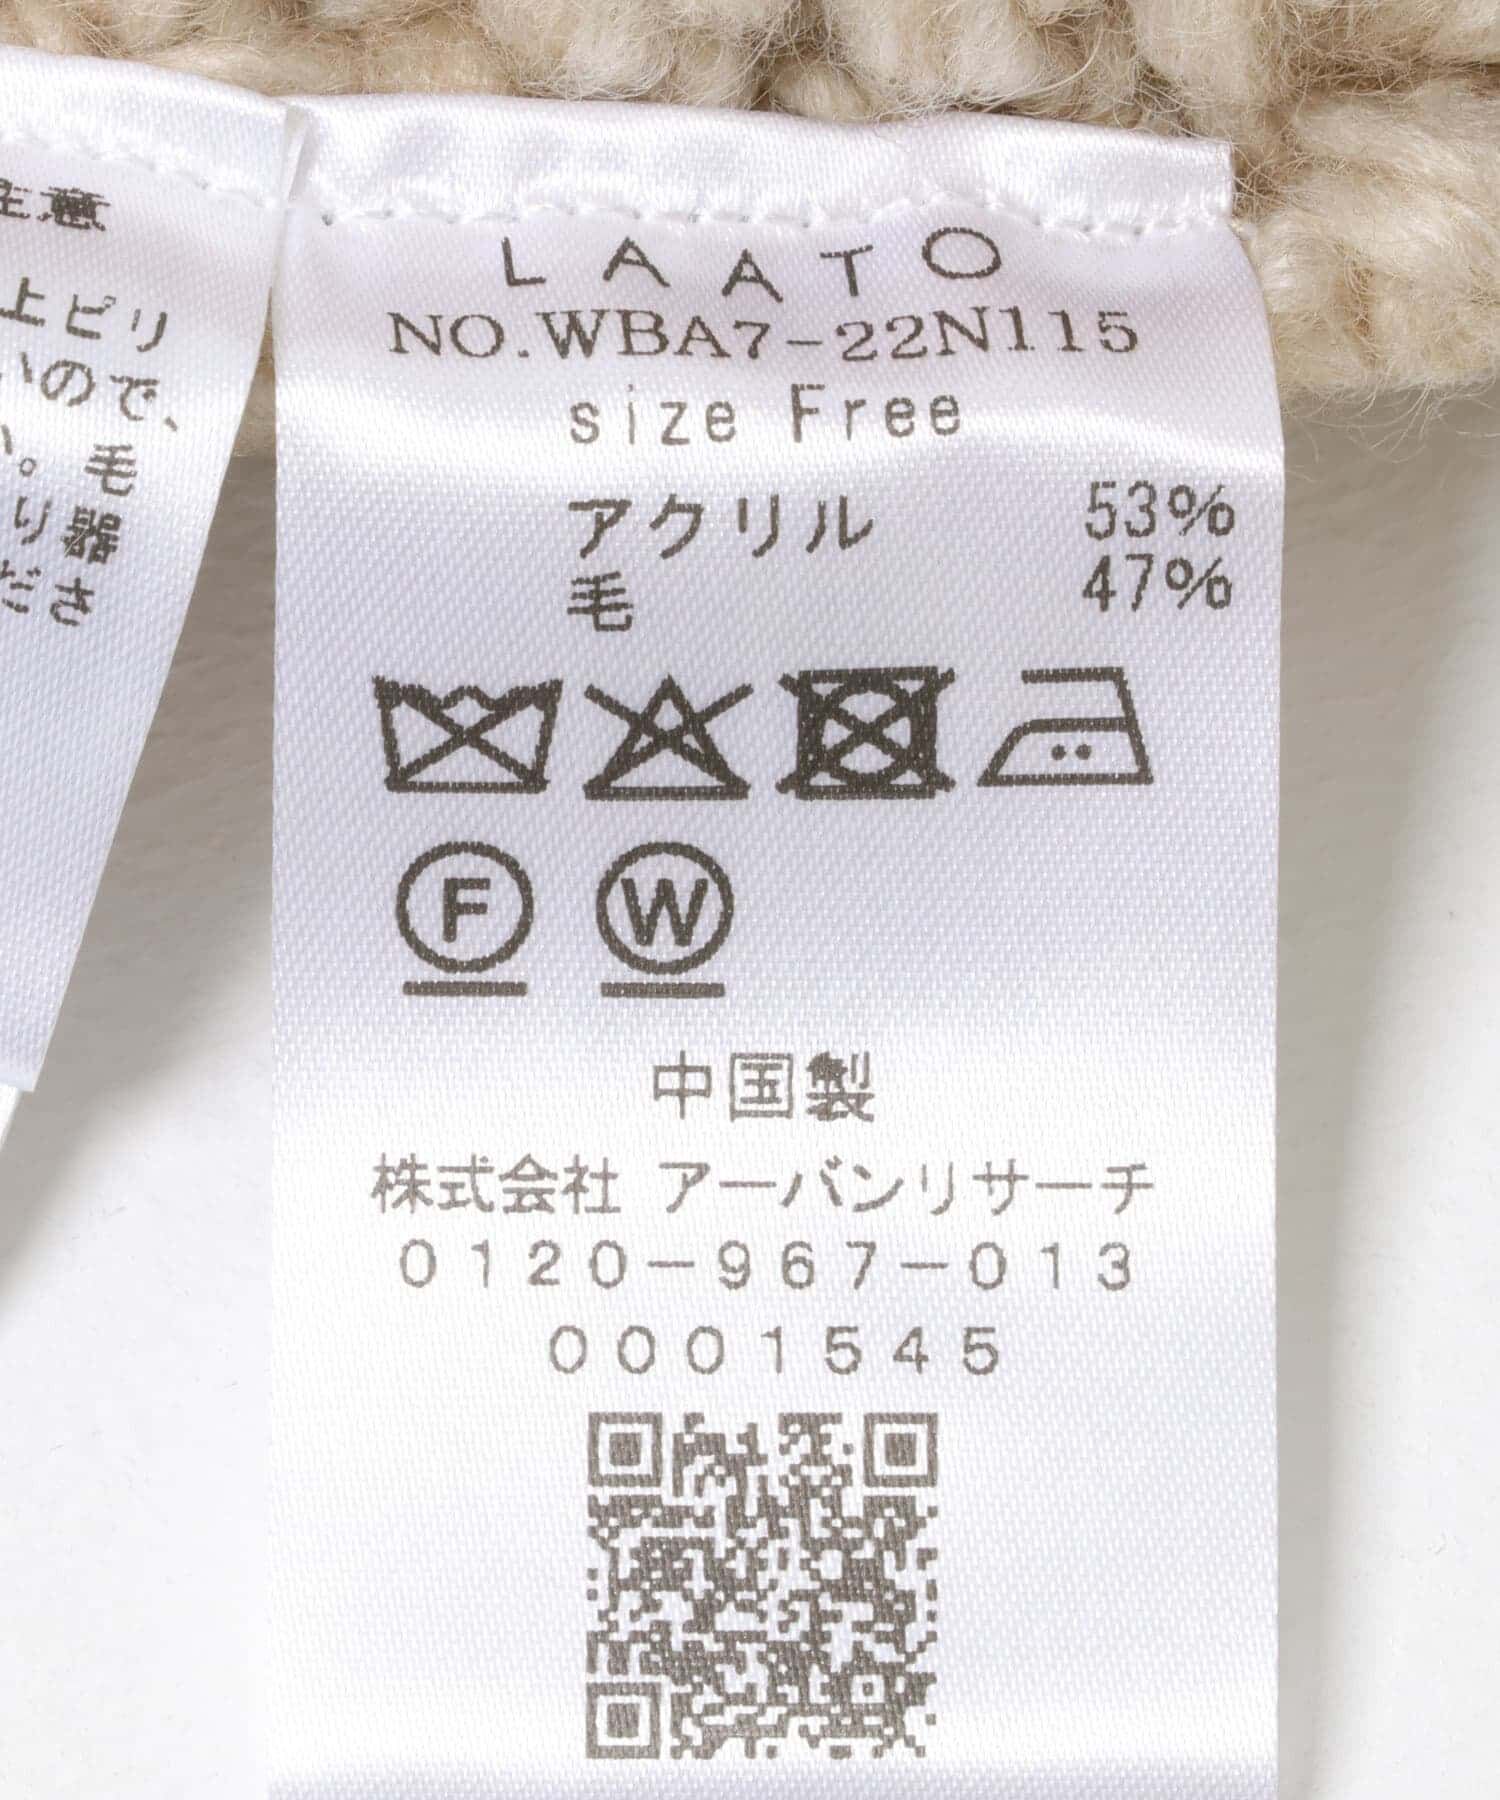 注意
上ピリ
いので、
い。毛
り器
ださ
LAATO
NO.WBA7-22N115
size Free
アクリル 53%
毛 47%
F W
中国製
株式会社 アーバンリサーチ
0120-967-013
0001545